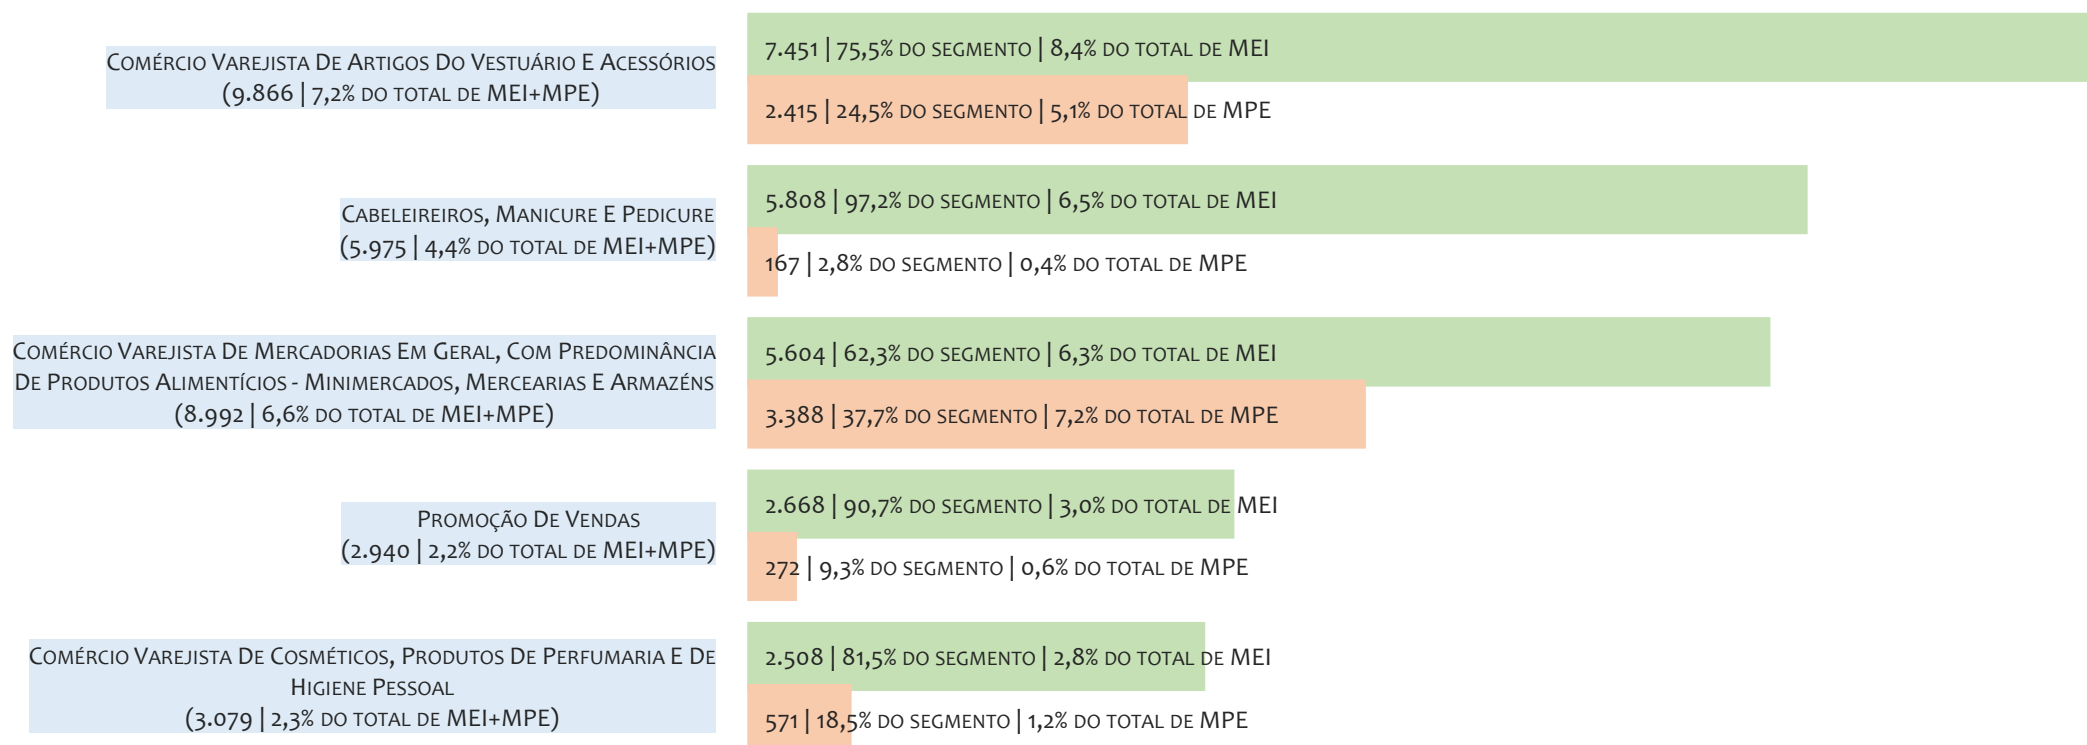 Comércio Varejista De Artigos Do Vestuário E Acessórios
(9.866 | 7,2% do total de MEI+MPE)
7.451 | 75,5% do segmento | 8,4% do total de MEI
2.415 | 24,5% do segmento | 5,1% do total de MPE
Cabeleireiros, Manicure E Pedicure
(5.975 | 4,4% do total de MEI+MPE)
5.808 | 97,2% do segmento | 6,5% do total de MEI
167 | 2,8% do segmento | 0,4% do total de MPE
Comércio Varejista De Mercadorias Em Geral, Com Predominância
De Produtos Alimentícios - Minimercados, Mercearias E Armazéns
(8.992 | 6,6% do total de MEI+MPE)
5.604 | 62,3% do segmento | 6,3% do total de MEI
3.388 | 37,7% do segmento | 7,2% do total de MPE
Promoção De Vendas
(2.940 | 2,2% do total de MEI+MPE)
2.668 | 90,7% do segmento | 3,0% do total de MEI
272 | 9,3% do segmento | 0,6% do total de MPE
Comércio Varejista De Cosméticos, Produtos De Perfumaria E De
Higiene Pessoal
(3.079 | 2,3% do total de MEI+MPE)
2.508 | 81,5% do segmento | 2,8% do total de MEI
571 | 18,5% do segmento | 1,2% do total de MPE